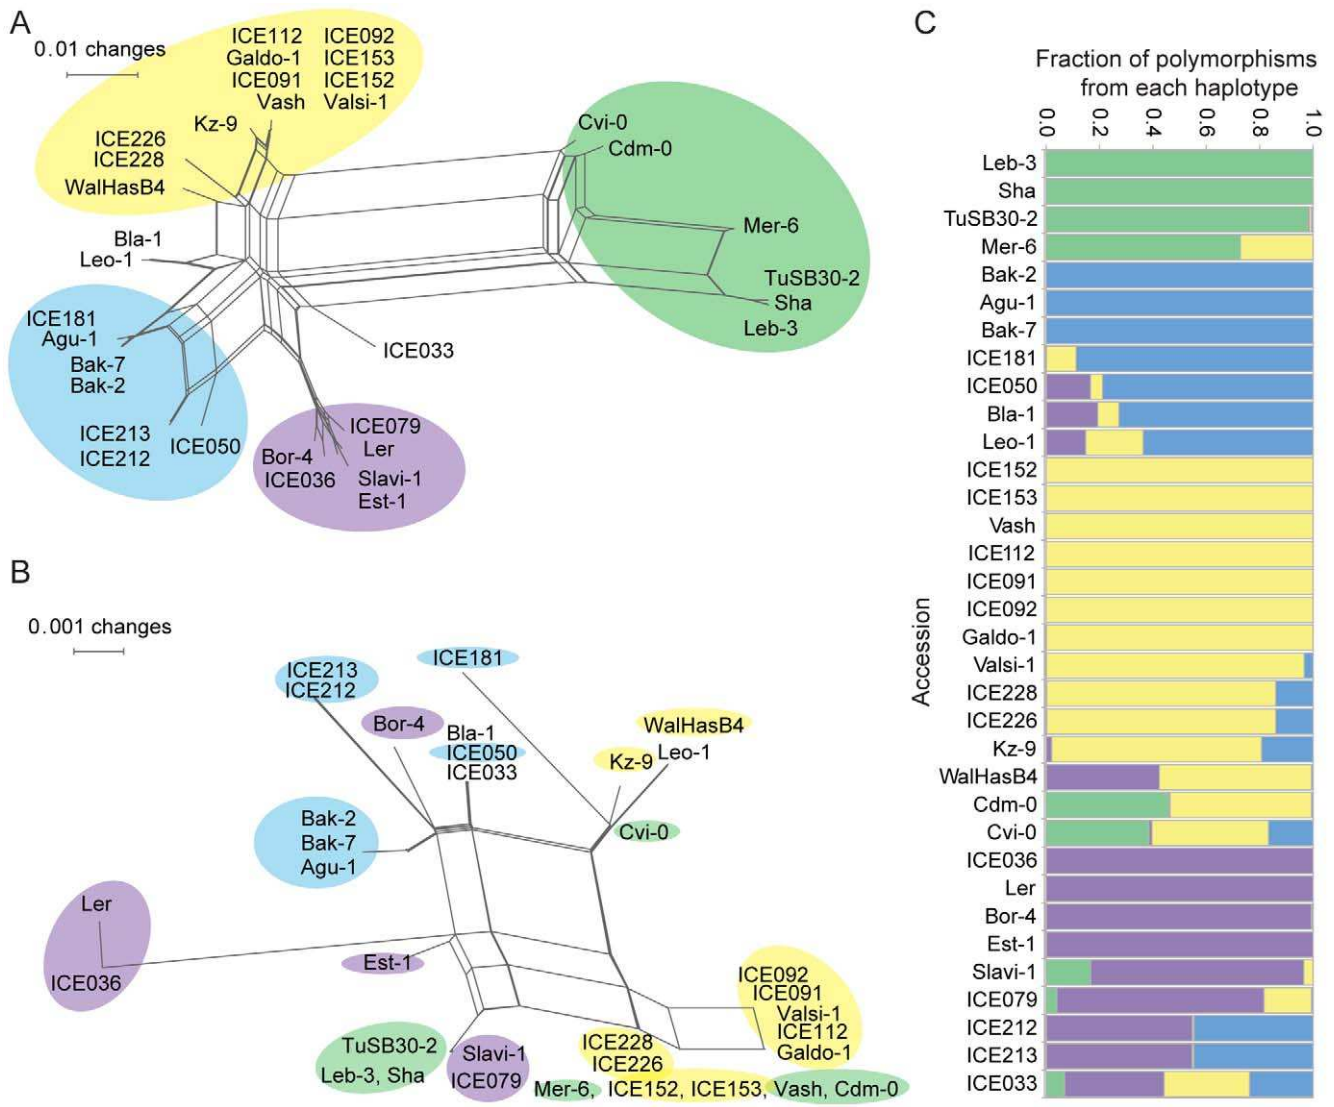 A
0.01 changes
ICE112 ICE092
Galdo-1 ICE153
ICE091 ICE152
Vash Valsi-1
Kz-9
ICE226
ICE228
WalHasB4
Bla-1
Leo-1
ICE181
Agu-1
Bak-7
Bak-2
ICE213
ICE212
ICE050
Bor-4
ICE036
ICE079
Ler
Slavi-1
Est-1
ICE033
Cvi-0
Cdm-0
Mer-6
TuSB30-2
Sha
Leb-3
B
0.001 changes
ICE213
ICE212
ICE181
Bor-4
Bla-1
ICE050
ICE033
WalHasB4
Kz-9
Leo-1
Cvi-0
Bak-2
Bak-7
Agu-1
Ler
ICE036
Est-1
TuSB30-2
Leb-3, Sha
Slavi-1
ICE079
ICE092
ICE091
Valsi-1
ICE112
Galdo-1
ICE228
ICE226
Mer-6, ICE152, ICE153, Vash, Cdm-0
C
Fraction of polymorphisms
from each haplotype
0.0 0.2 0.4 0.6 0.8 1.0
Accession
Leb-3
Sha
TuSB30-2
Mer-6
Bak-2
Agu-1
Bak-7
ICE181
ICE050
Bla-1
Leo-1
ICE152
ICE153
Vash
ICE112
ICE091
ICE092
Galdo-1
Valsi-1
ICE228
ICE226
Kz-9
WalHasB4
Cdm-0
Cvi-0
ICE036
Ler
Bor-4
Est-1
Slavi-1
ICE079
ICE212
ICE213
ICE033